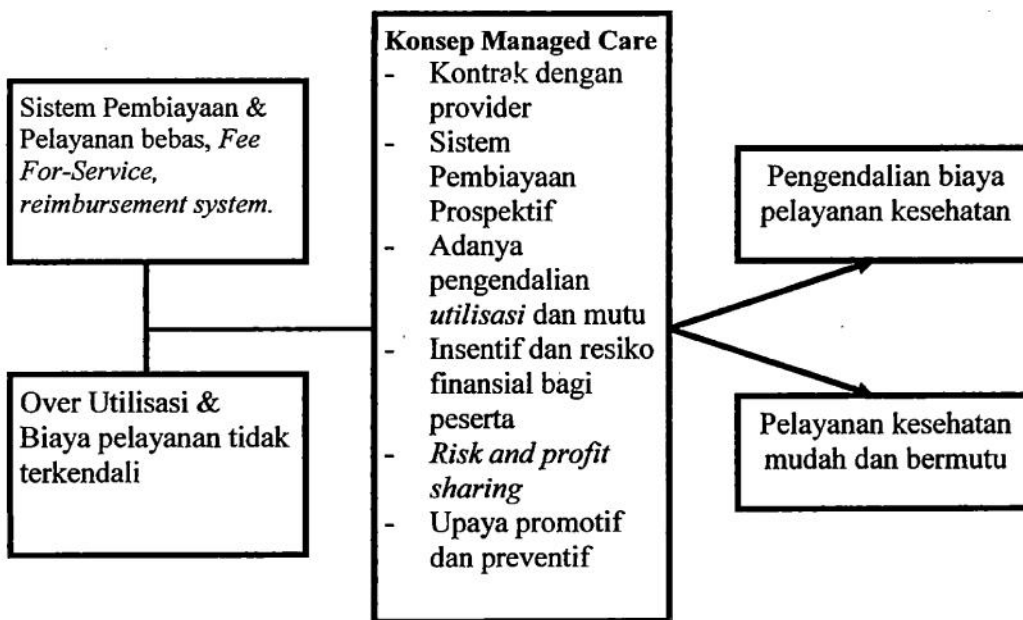 Sistem Pembiayaan &
Pelayanan bebas, Fee
For-Service,
reimbursement system.
Over Utilisasi &
Biaya pelayanan tidak
terkendali
Konsep Managed Care
- Kontrak dengan
provider
- Sistem
Pembiayaan
Prospektif
- Adanya
pengendalian
utilisasi dan mutu
- Insentif dan resiko
finansial bagi
peserta
- Risk and profit
sharing
- Upaya promotif
dan preventif
Pengendalian biaya
pelayanan kesehatan
Pelayanan kesehatan
mudah dan bermutu